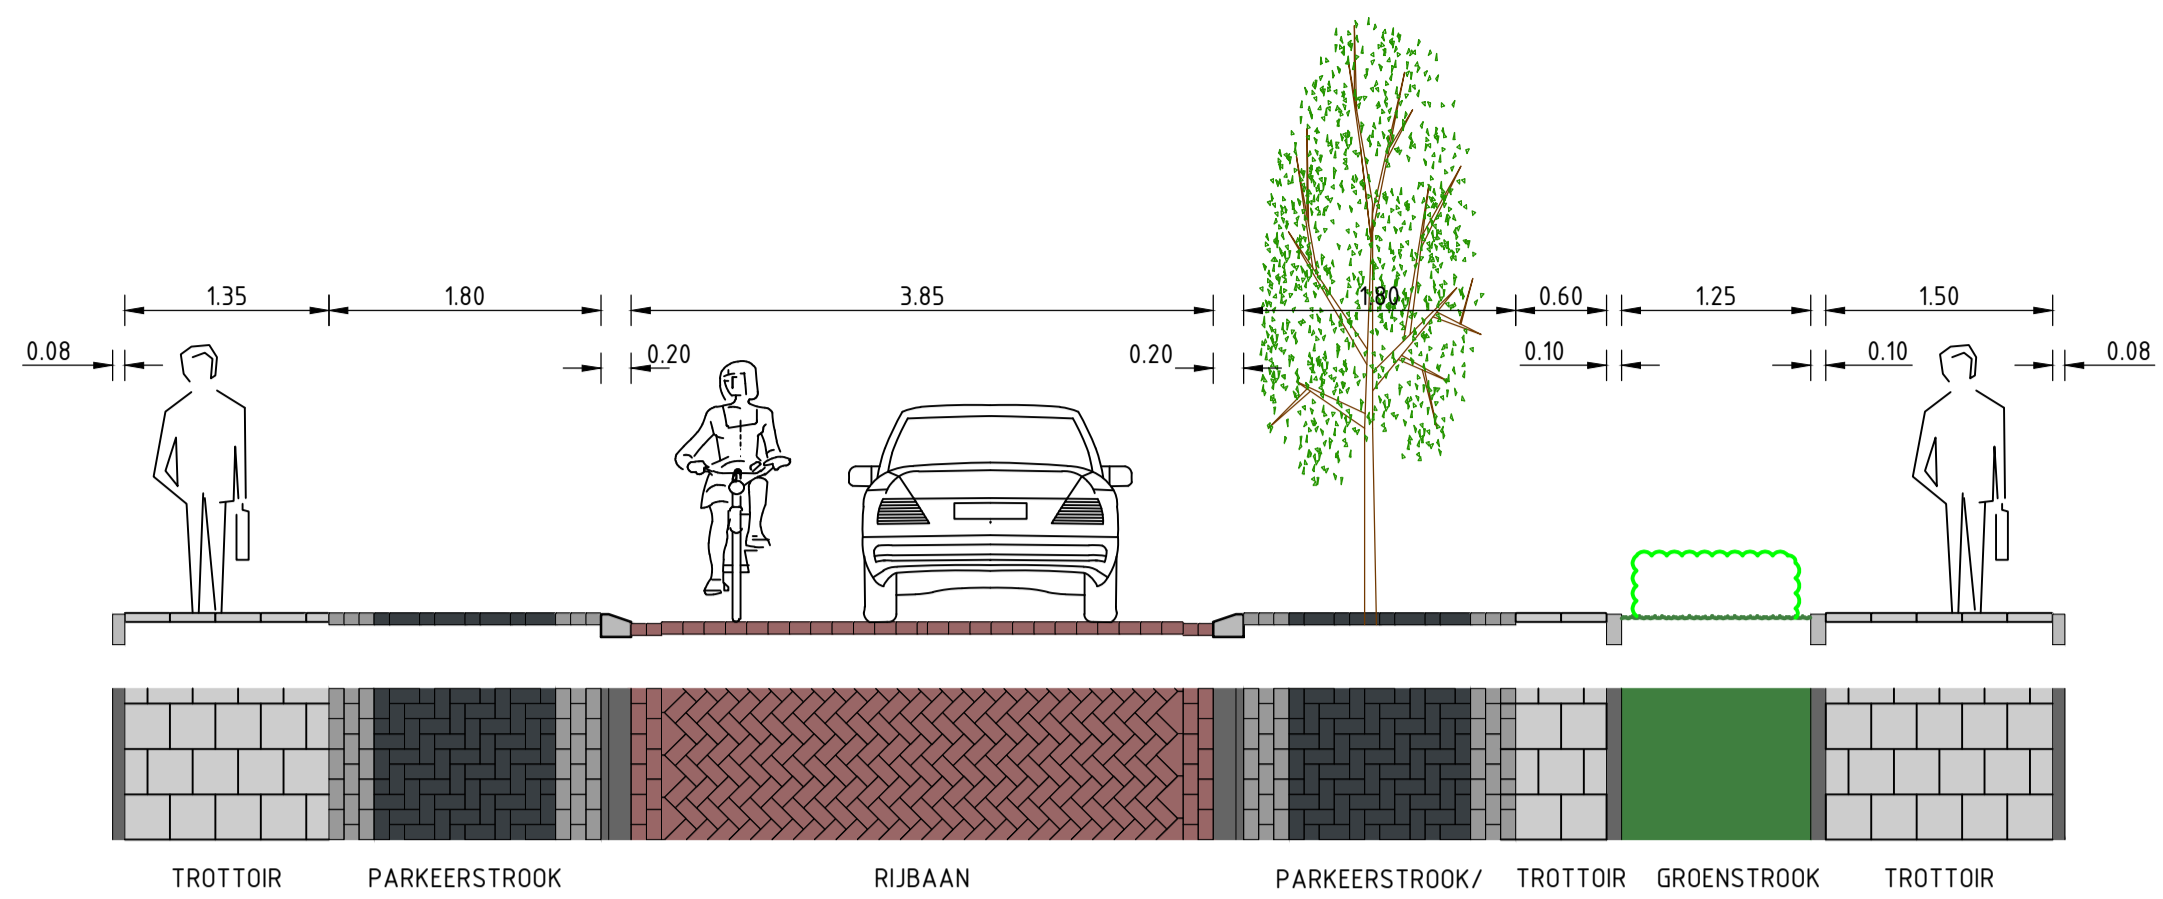 1.35 1.80 3.85 1.80 0.60 1.25 1.50
0.08 0.20 0.20 0.10 0.10 0.08
TROTTOIR PARKEERSTROOK RIJBAAN PARKEERSTROOK/ TROTTOIR GROENSTROOK TROTTOIR